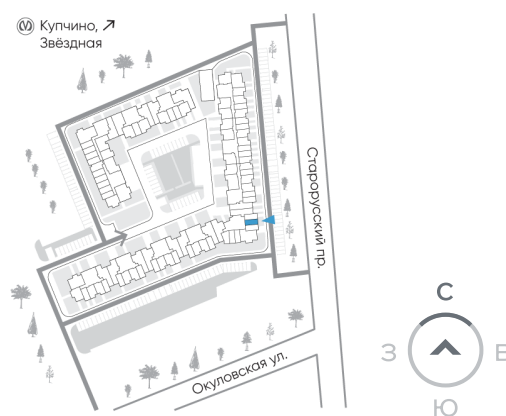 Купчино, ↗
Звёздная
Старорусский пр.
С
З
В
Ю
Окуловская ул.